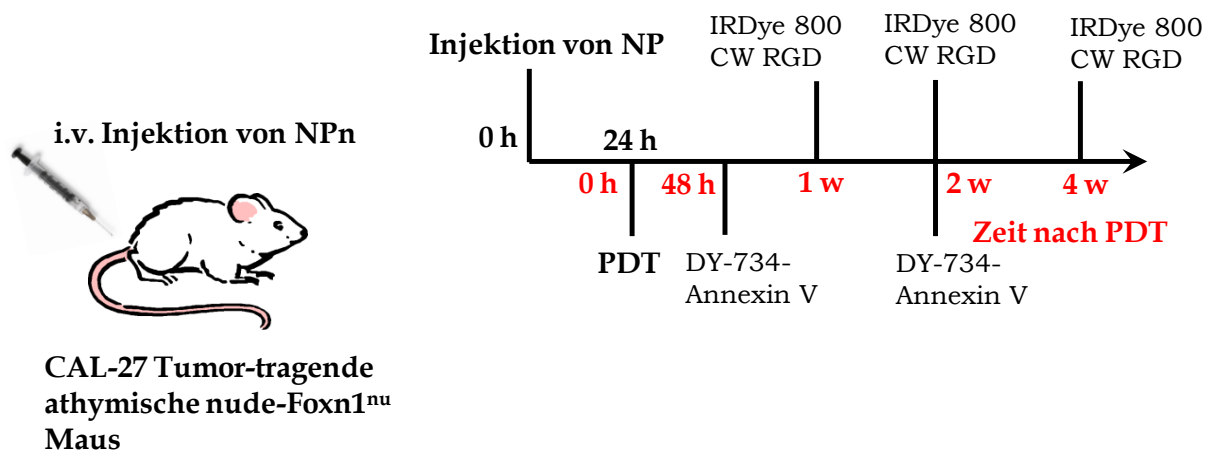 i.v. Injektion von NPn
CAL-27 Tumor-tragende
athymische nude-Foxn1nu
Maus
Injektion von NP
IRDye 800
CW RGD
IRDye 800
CW RGD
IRDye 800
CW RGD
0 h
24 h
0 h
48 h
1 w
2 w
4 w
Zeit nach PDT
PDT
DY-734-
Annexin V
DY-734-
Annexin V